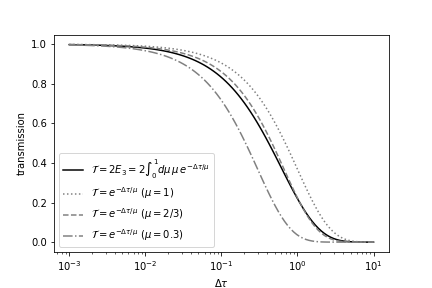 1.0
0.8
0.6
0.4
0.2
0.0
transmission
𝒯 = 2E₃ = 2∫₀¹ dμ μ e^{−Δτ/μ}
𝒯 = e^{−Δτ/μ} (μ = 1)
𝒯 = e^{−Δτ/μ} (μ = 2/3)
𝒯 = e^{−Δτ/μ} (μ = 0.3)
10⁻³ 10⁻² 10⁻¹ 10⁰ 10¹
Δτ